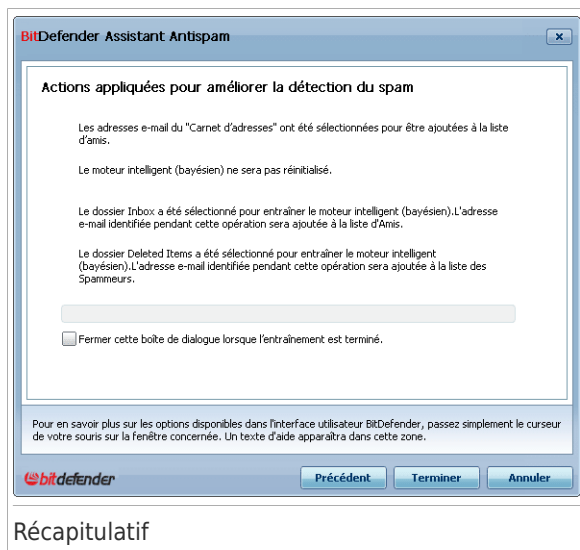 BitDefender Assistant Antispam
Actions appliquées pour améliorer la détection du spam
Les adresses e-mail du "Carnet d'adresses" ont été sélectionnées pour être ajoutées à la liste
d'amis.
Le moteur intelligent (bayésien) ne sera pas réinitialisé.
Le dossier Inbox a été sélectionné pour entraîner le moteur intelligent (bayésien).L'adresse
e-mail identifiée pendant cette opération sera ajoutée à la liste d'Amis.
Le dossier Deleted Items a été sélectionné pour entraîner le moteur intelligent
(bayésien).L'adresse e-mail identifiée pendant cette opération sera ajoutée à la liste des
Spammeurs.
Fermer cette boîte de dialogue lorsque l'entraînement est terminé.
Pour en savoir plus sur les options disponibles dans l'interface utilisateur BitDefender, passez simplement le curseur
de votre souris sur la fenêtre concernée. Un texte d'aide apparaîtra dans cette zone.
bitdefender Précédent Terminer Annuler
Récapitulatif